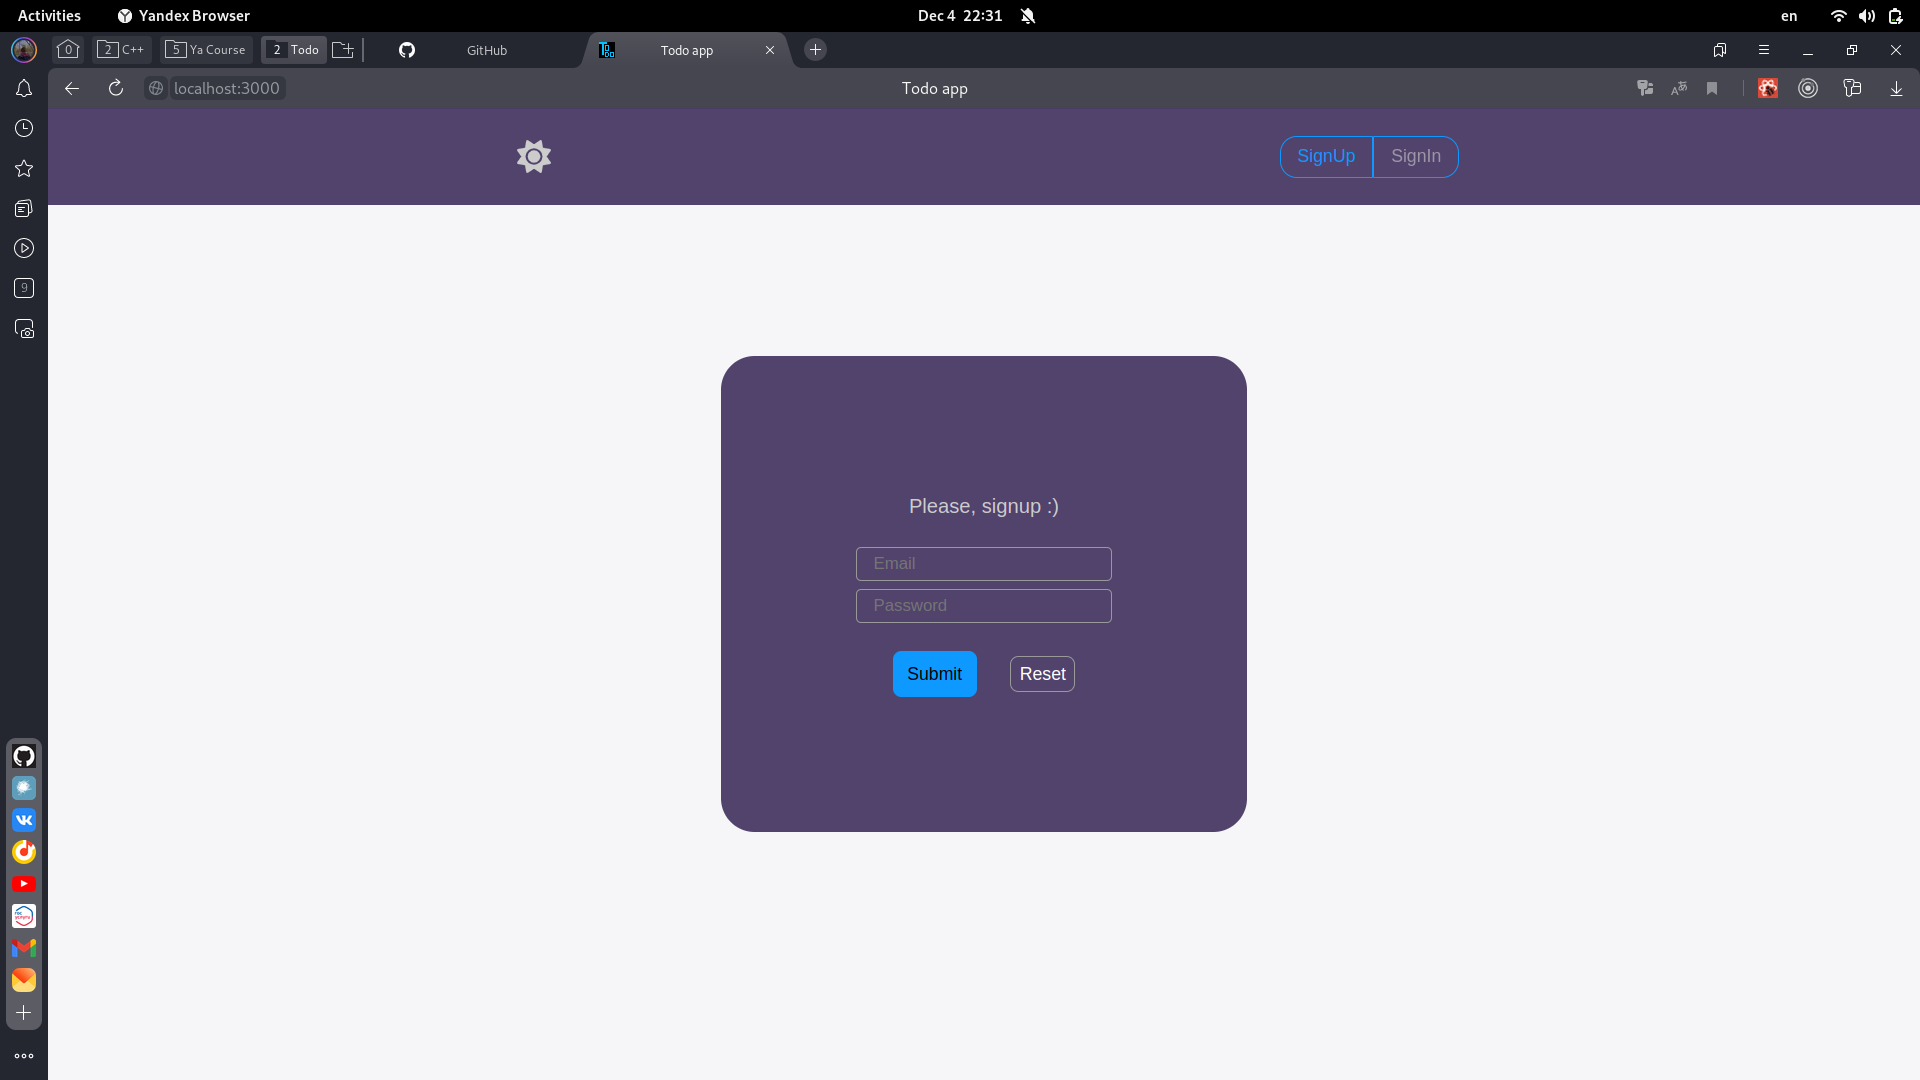 Activities Yandex Browser Dec 4 22:31 en
0 2 C++ 5 Ya Course 2 Todo GitHub Todo app
localhost:3000 Todo app
SignUp SignIn
9
Please, signup :)
Email
Password
Submit Reset